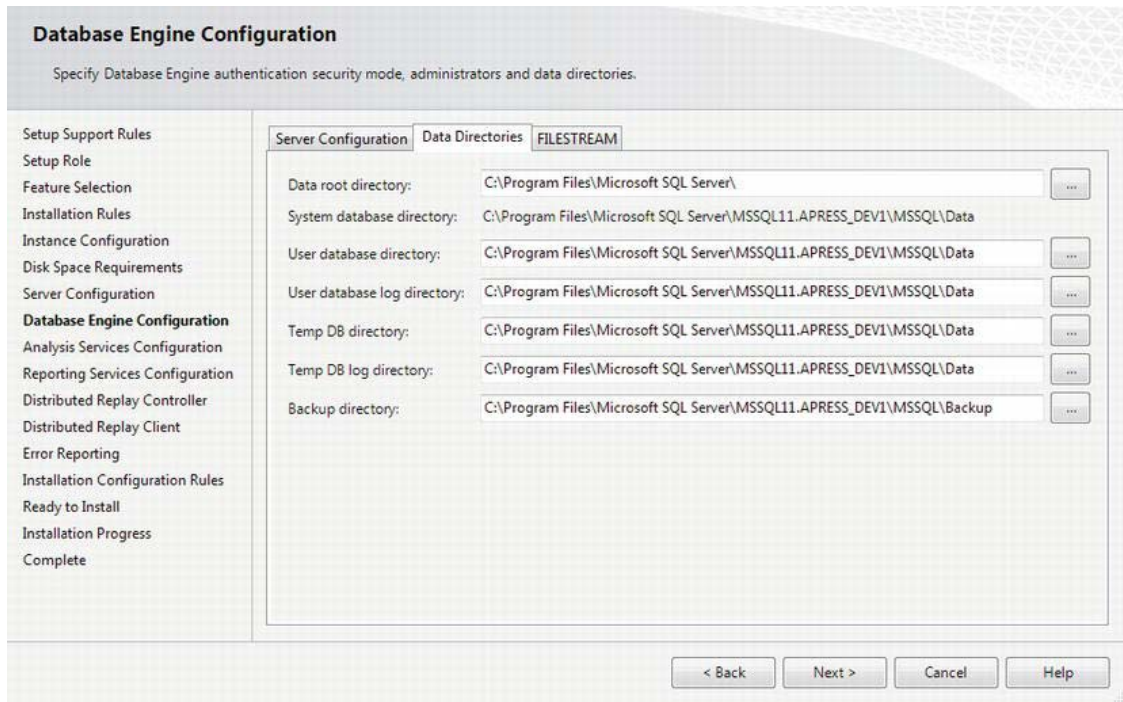 Database Engine Configuration
Specify Database Engine authentication security mode, administrators and data directories.
Setup Support Rules
Setup Role
Feature Selection
Installation Rules
Instance Configuration
Disk Space Requirements
Server Configuration
Database Engine Configuration
Analysis Services Configuration
Reporting Services Configuration
Distributed Replay Controller
Distributed Replay Client
Error Reporting
Installation Configuration Rules
Ready to Install
Installation Progress
Complete
Server Configuration Data Directories FILESTREAM
Data root directory: C:\Program Files\Microsoft SQL Server\ ...
System database directory: C:\Program Files\Microsoft SQL Server\MSSQL11.APRESS_DEV1\MSSQL\Data
User database directory: C:\Program Files\Microsoft SQL Server\MSSQL11.APRESS_DEV1\MSSQL\Data ...
User database log directory: C:\Program Files\Microsoft SQL Server\MSSQL11.APRESS_DEV1\MSSQL\Data ...
Temp DB directory: C:\Program Files\Microsoft SQL Server\MSSQL11.APRESS_DEV1\MSSQL\Data ...
Temp DB log directory: C:\Program Files\Microsoft SQL Server\MSSQL11.APRESS_DEV1\MSSQL\Data ...
Backup directory: C:\Program Files\Microsoft SQL Server\MSSQL11.APRESS_DEV1\MSSQL\Backup ...
< Back Next > Cancel Help